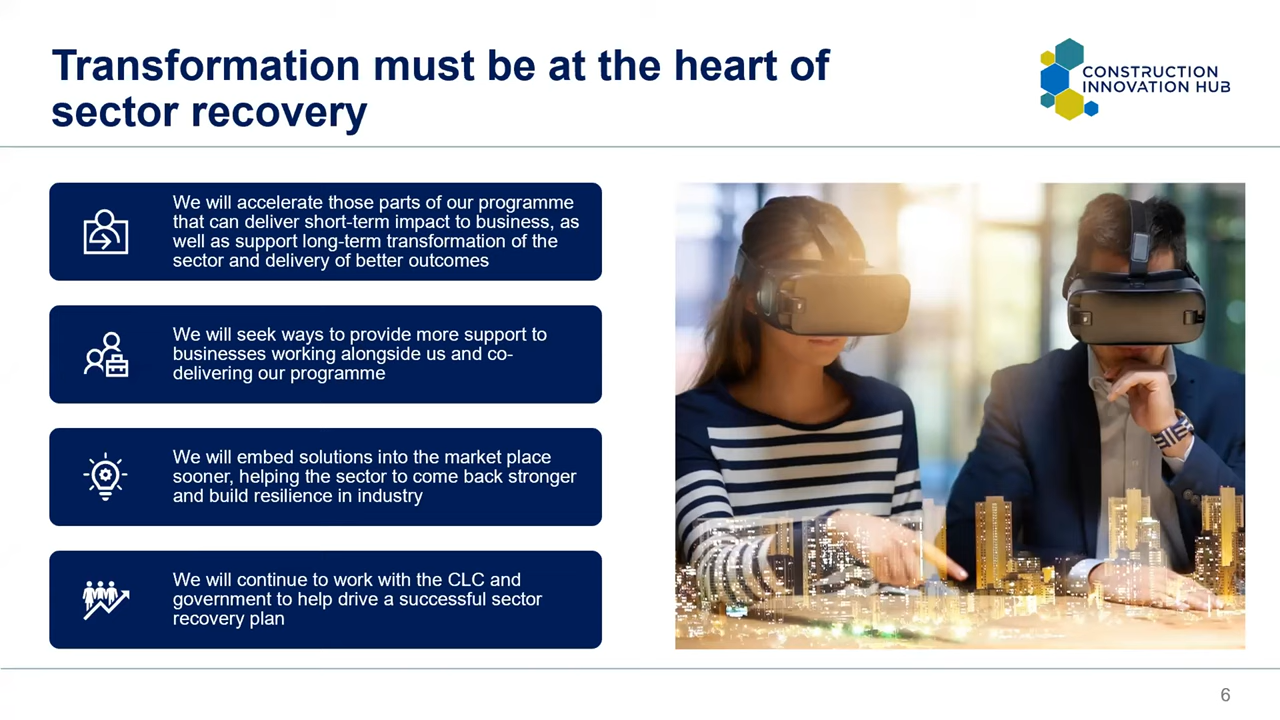 Transformation must be at the heart of
sector recovery
CONSTRUCTION
INNOVATION HUB
We will accelerate those parts of our programme
that can deliver short-term impact to business, as
well as support long-term transformation of the
sector and delivery of better outcomes
We will seek ways to provide more support to
businesses working alongside us and co-
delivering our programme
We will embed solutions into the market place
sooner, helping the sector to come back stronger
and build resilience in industry
We will continue to work with the CLC and
government to help drive a successful sector
recovery plan
6